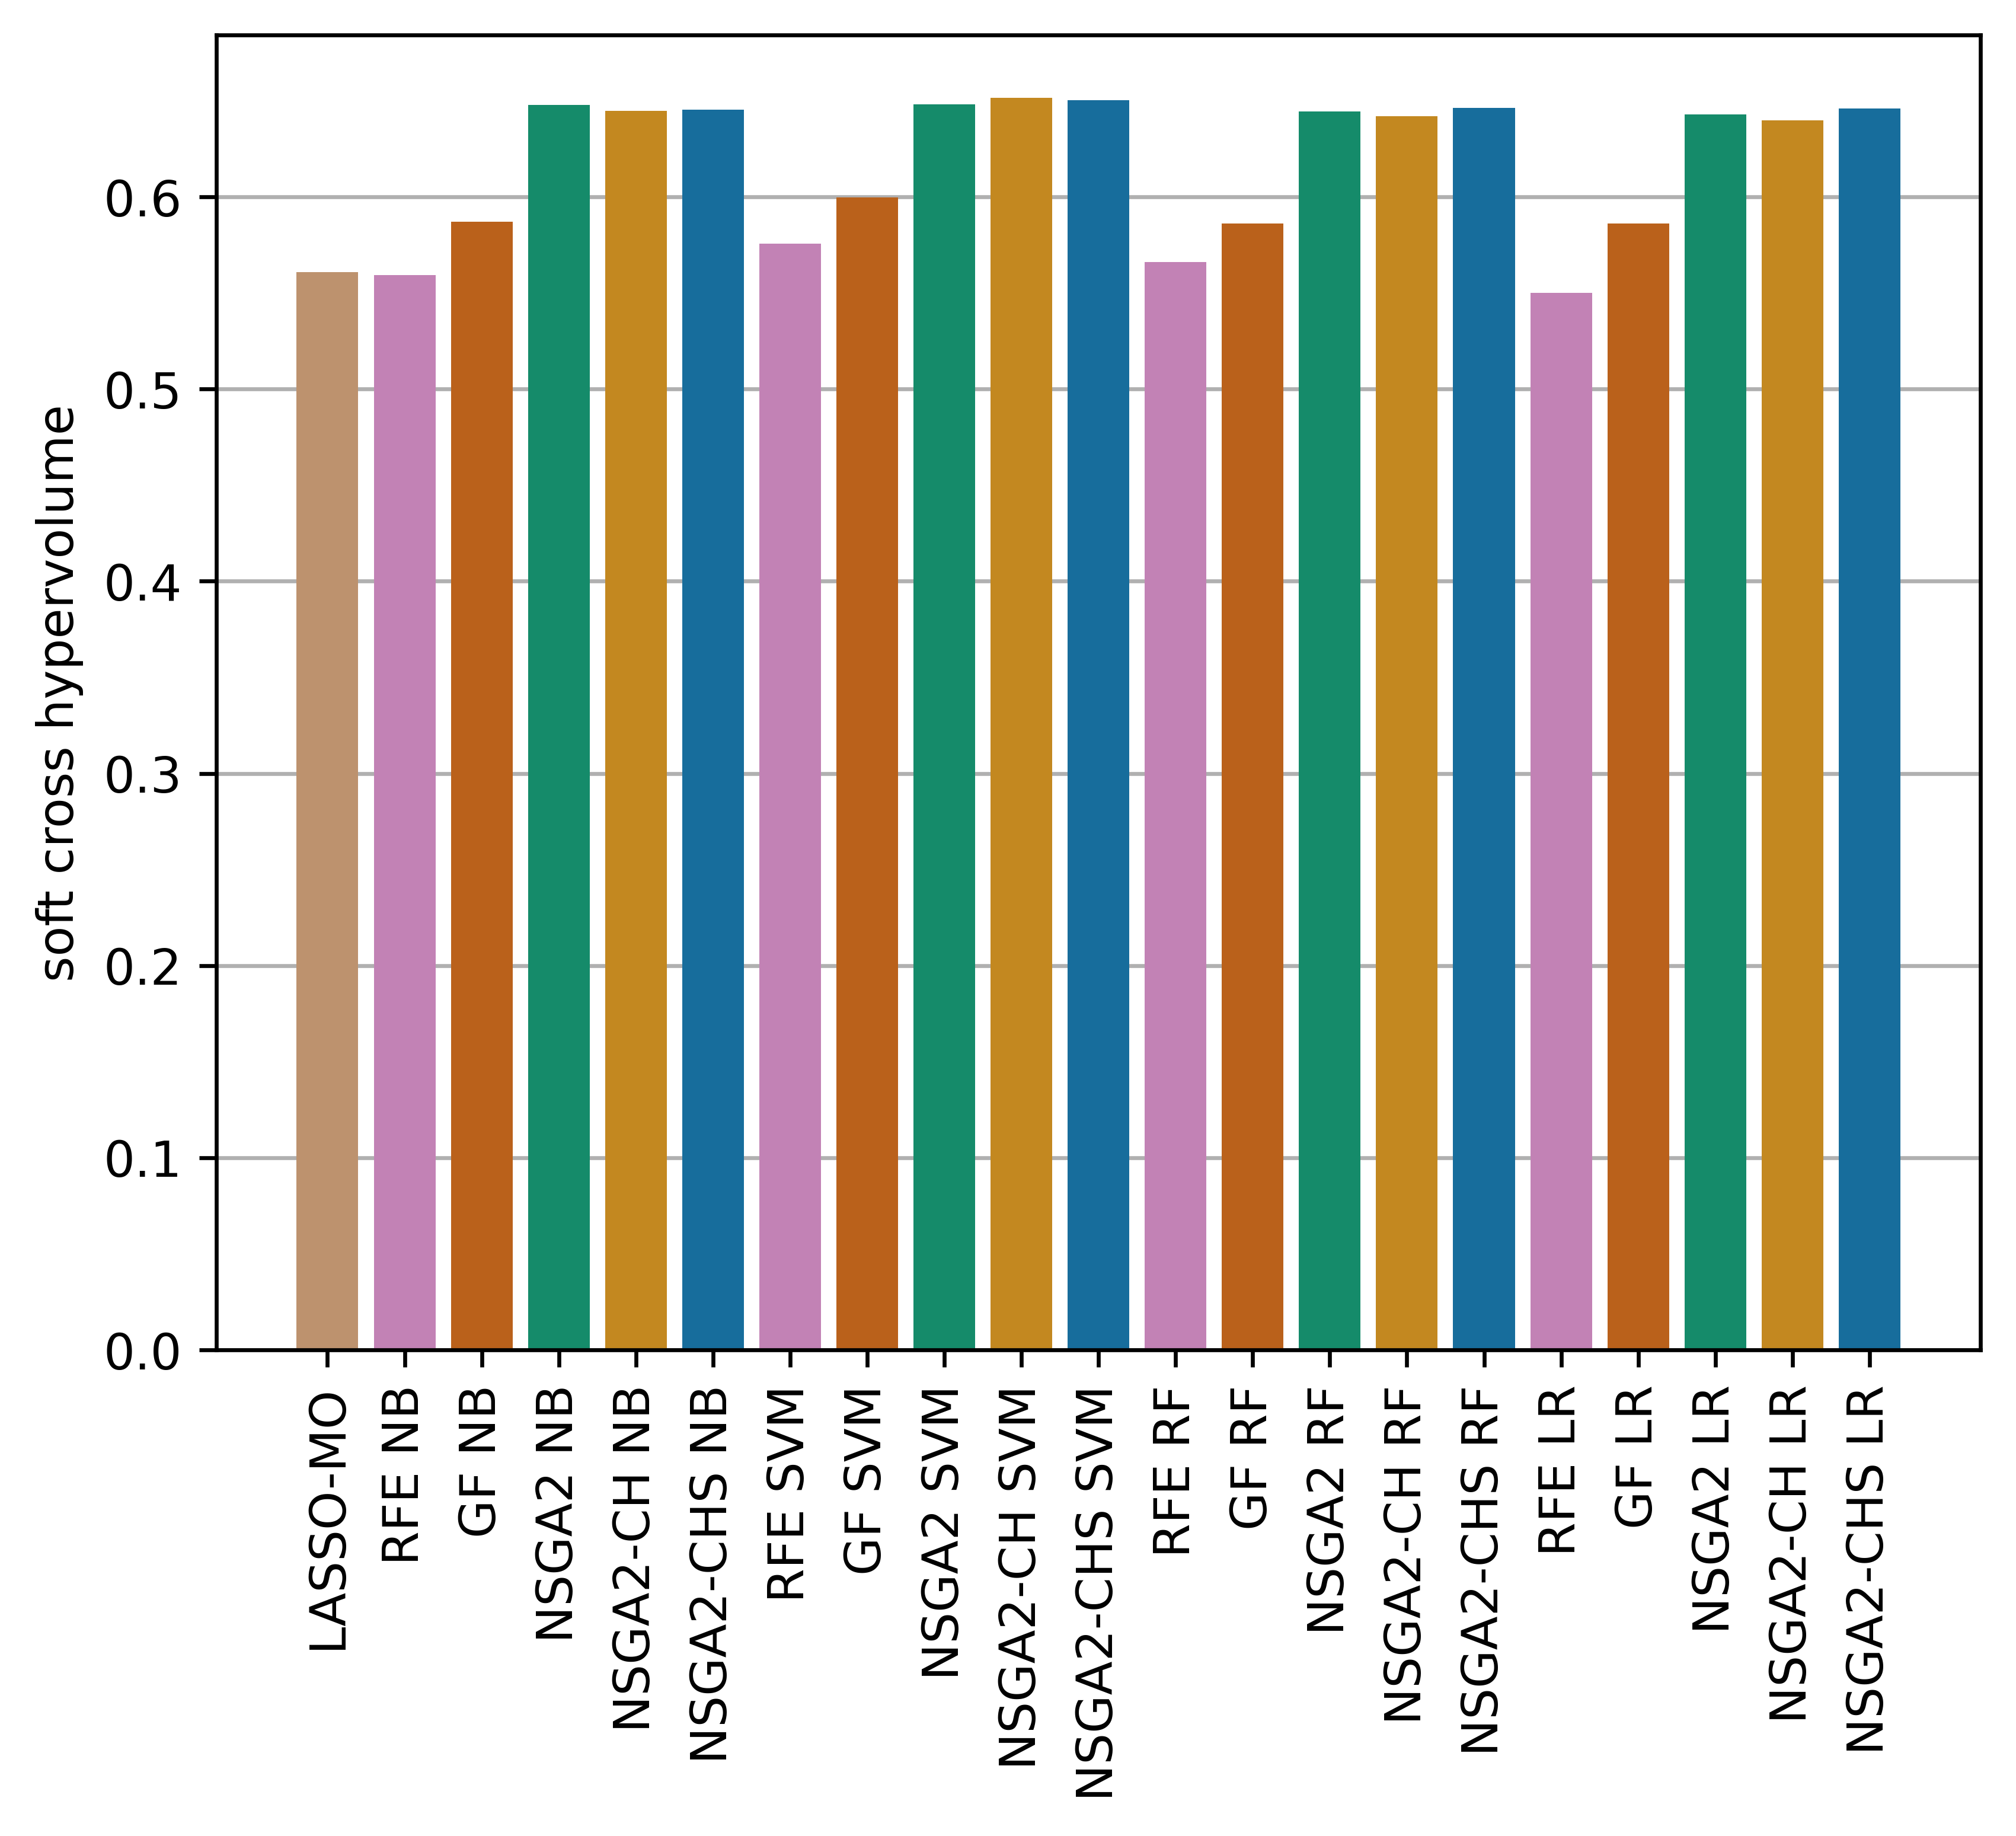 soft cross hypervolume
0.6
0.5
0.4
0.3
0.2
0.1
0.0
LASSO-MO
RFE NB
GF NB
NSGA2 NB
NSGA2-CH NB
NSGA2-CHS NB
RFE SVM
GF SVM
NSGA2 SVM
NSGA2-CH SVM
NSGA2-CHS SVM
RFE RF
GF RF
NSGA2 RF
NSGA2-CH RF
NSGA2-CHS RF
RFE LR
GF LR
NSGA2 LR
NSGA2-CH LR
NSGA2-CHS LR